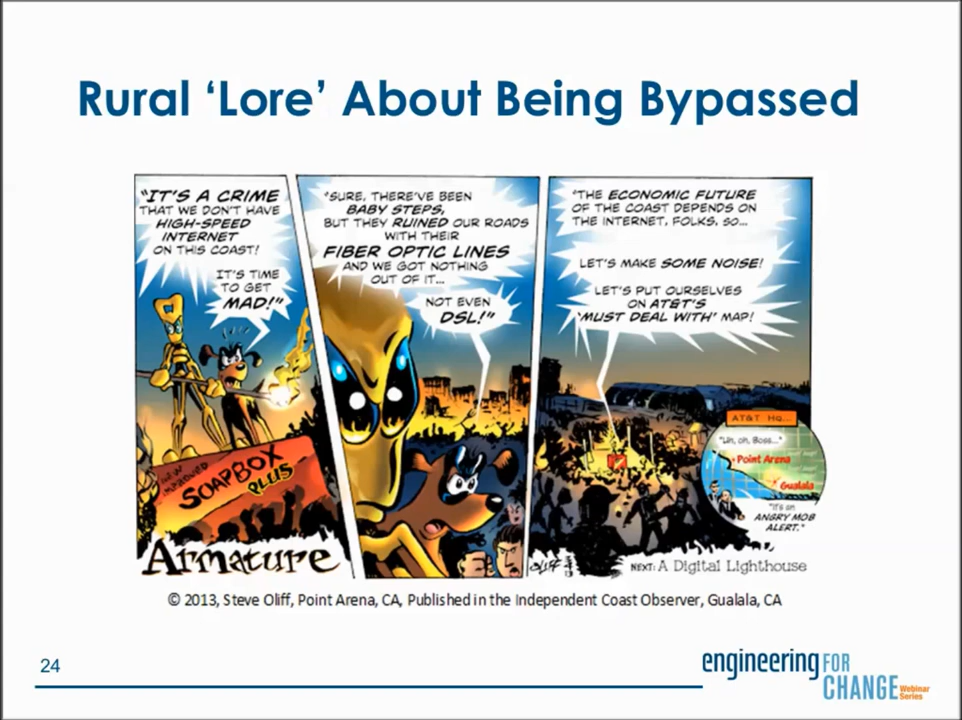 Rural ‘Lore’ About Being Bypassed
"IT'S A CRIME
THAT WE DON'T HAVE
HIGH-SPEED
INTERNET
ON THIS COAST!
IT'S TIME
TO GET
MAD!"
NEW
IMPROVED
SOAPBOX
PLUS
Armature
"SURE, THERE'VE BEEN
BABY STEPS,
BUT THEY RUINED OUR ROADS
WITH THEIR
FIBER OPTIC LINES
AND WE GOT NOTHING
OUT OF IT...
NOT EVEN
DSL!"
"THE ECONOMIC FUTURE
OF THE COAST DEPENDS ON
THE INTERNET, FOLKS, SO...
LET'S MAKE SOME NOISE!
LET'S PUT OURSELVES
ON AT&T'S
'MUST DEAL WITH' MAP!
AT&T Hq...
"Uh, oh, Boss..."
Point Arena
Gualala
"It's an
ANGRY MOB
ALERT."
OLIFF
NEXT: A Digital Lighthouse
© 2013, Steve Oliff, Point Arena, CA, Published in the Independent Coast Observer, Gualala, CA
24
engineering FOR
CHANGE Webinar
Series